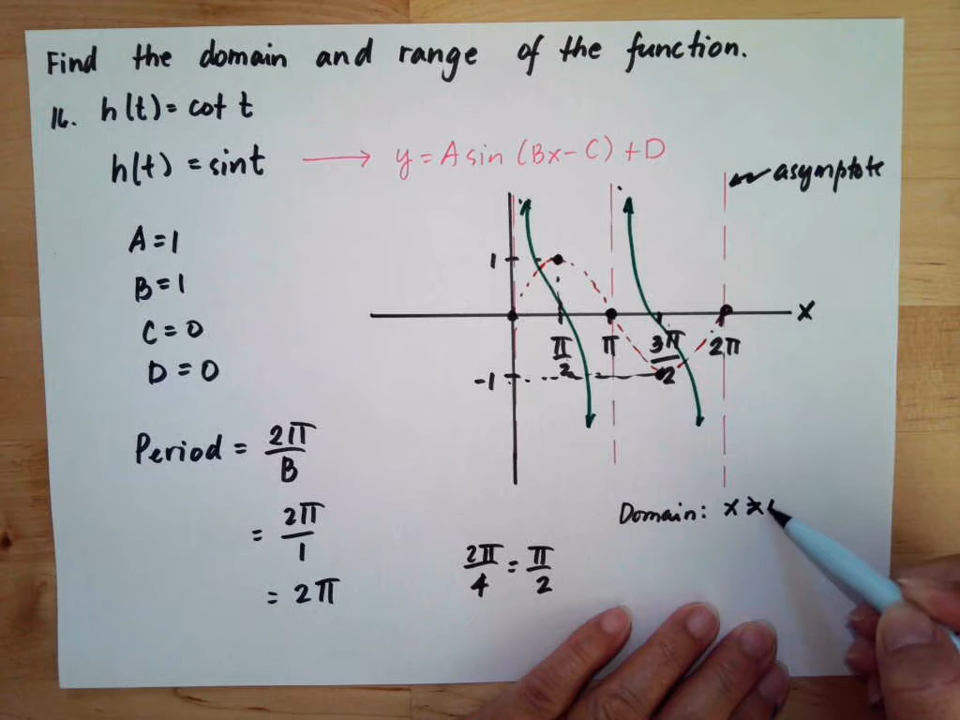 Find the domain and range of the function.
16. h(t) = cot t
h(t) = sin t → y = A sin (Bx - C) + D
asymptote
A = 1
B = 1
C = 0
D = 0
1
x
π/2 π 3π/2 2π
-1
Period = 2π/B
= 2π/1
= 2π
2π/4 = π/2
Domain: x ≠